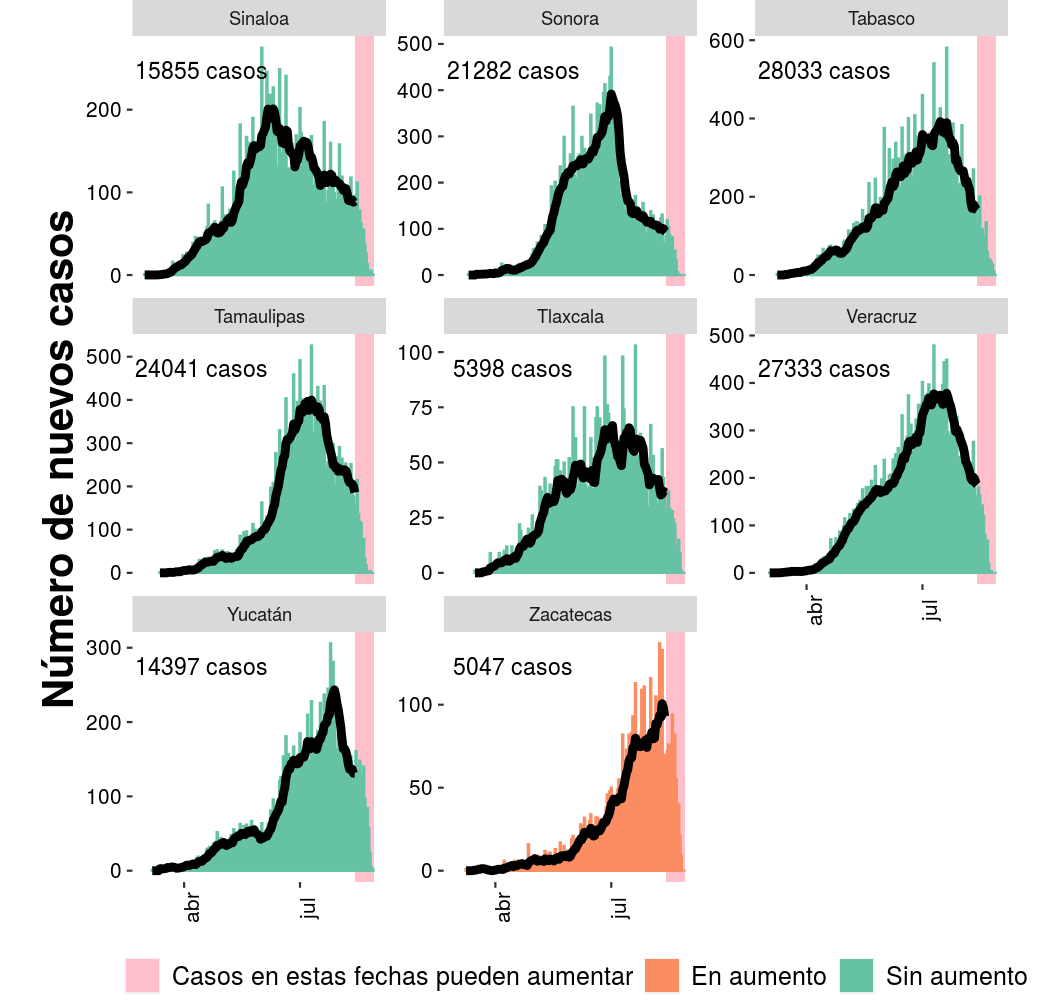 Número de nuevos casos
Sinaloa
Sonora
Tabasco
15855 casos
21282 casos
28033 casos
200
100
0
500
400
300
200
100
0
600
400
200
0
Tamaulipas
Tlaxcala
Veracruz
24041 casos
5398 casos
27333 casos
500
400
300
200
100
0
100
75
50
25
0
500
400
300
200
100
0
abr
jul
Yucatán
Zacatecas
14397 casos
5047 casos
300
200
100
0
100
50
0
abr
jul
abr
jul
Casos en estas fechas pueden aumentar
En aumento
Sin aumento